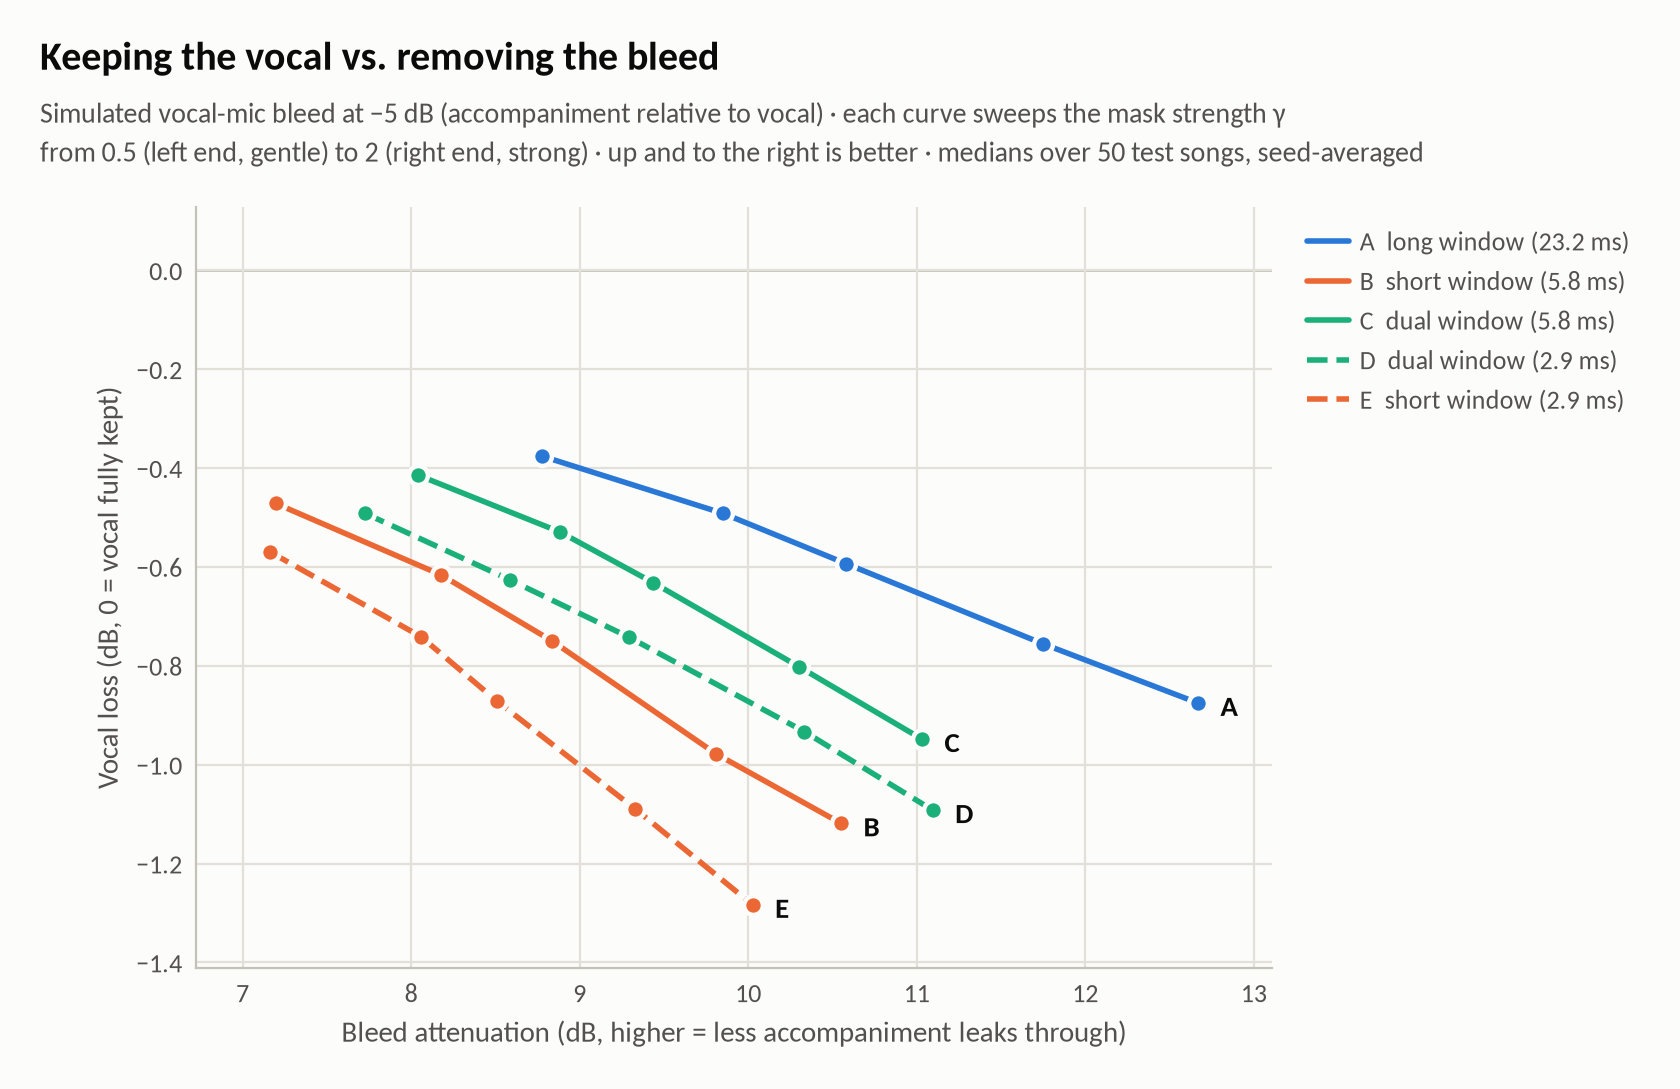 Keeping the vocal vs. removing the bleed
Simulated vocal-mic bleed at −5 dB (accompaniment relative to vocal) · each curve sweeps the mask strength γ
from 0.5 (left end, gentle) to 2 (right end, strong) · up and to the right is better · medians over 50 test songs, seed-averaged
A long window (23.2 ms)
B short window (5.8 ms)
C dual window (5.8 ms)
D dual window (2.9 ms)
E short window (2.9 ms)
Vocal loss (dB, 0 = vocal fully kept)
0.0
−0.2
−0.4
−0.6
−0.8
−1.0
−1.2
−1.4
A
C
D
B
E
7 8 9 10 11 12 13
Bleed attenuation (dB, higher = less accompaniment leaks through)